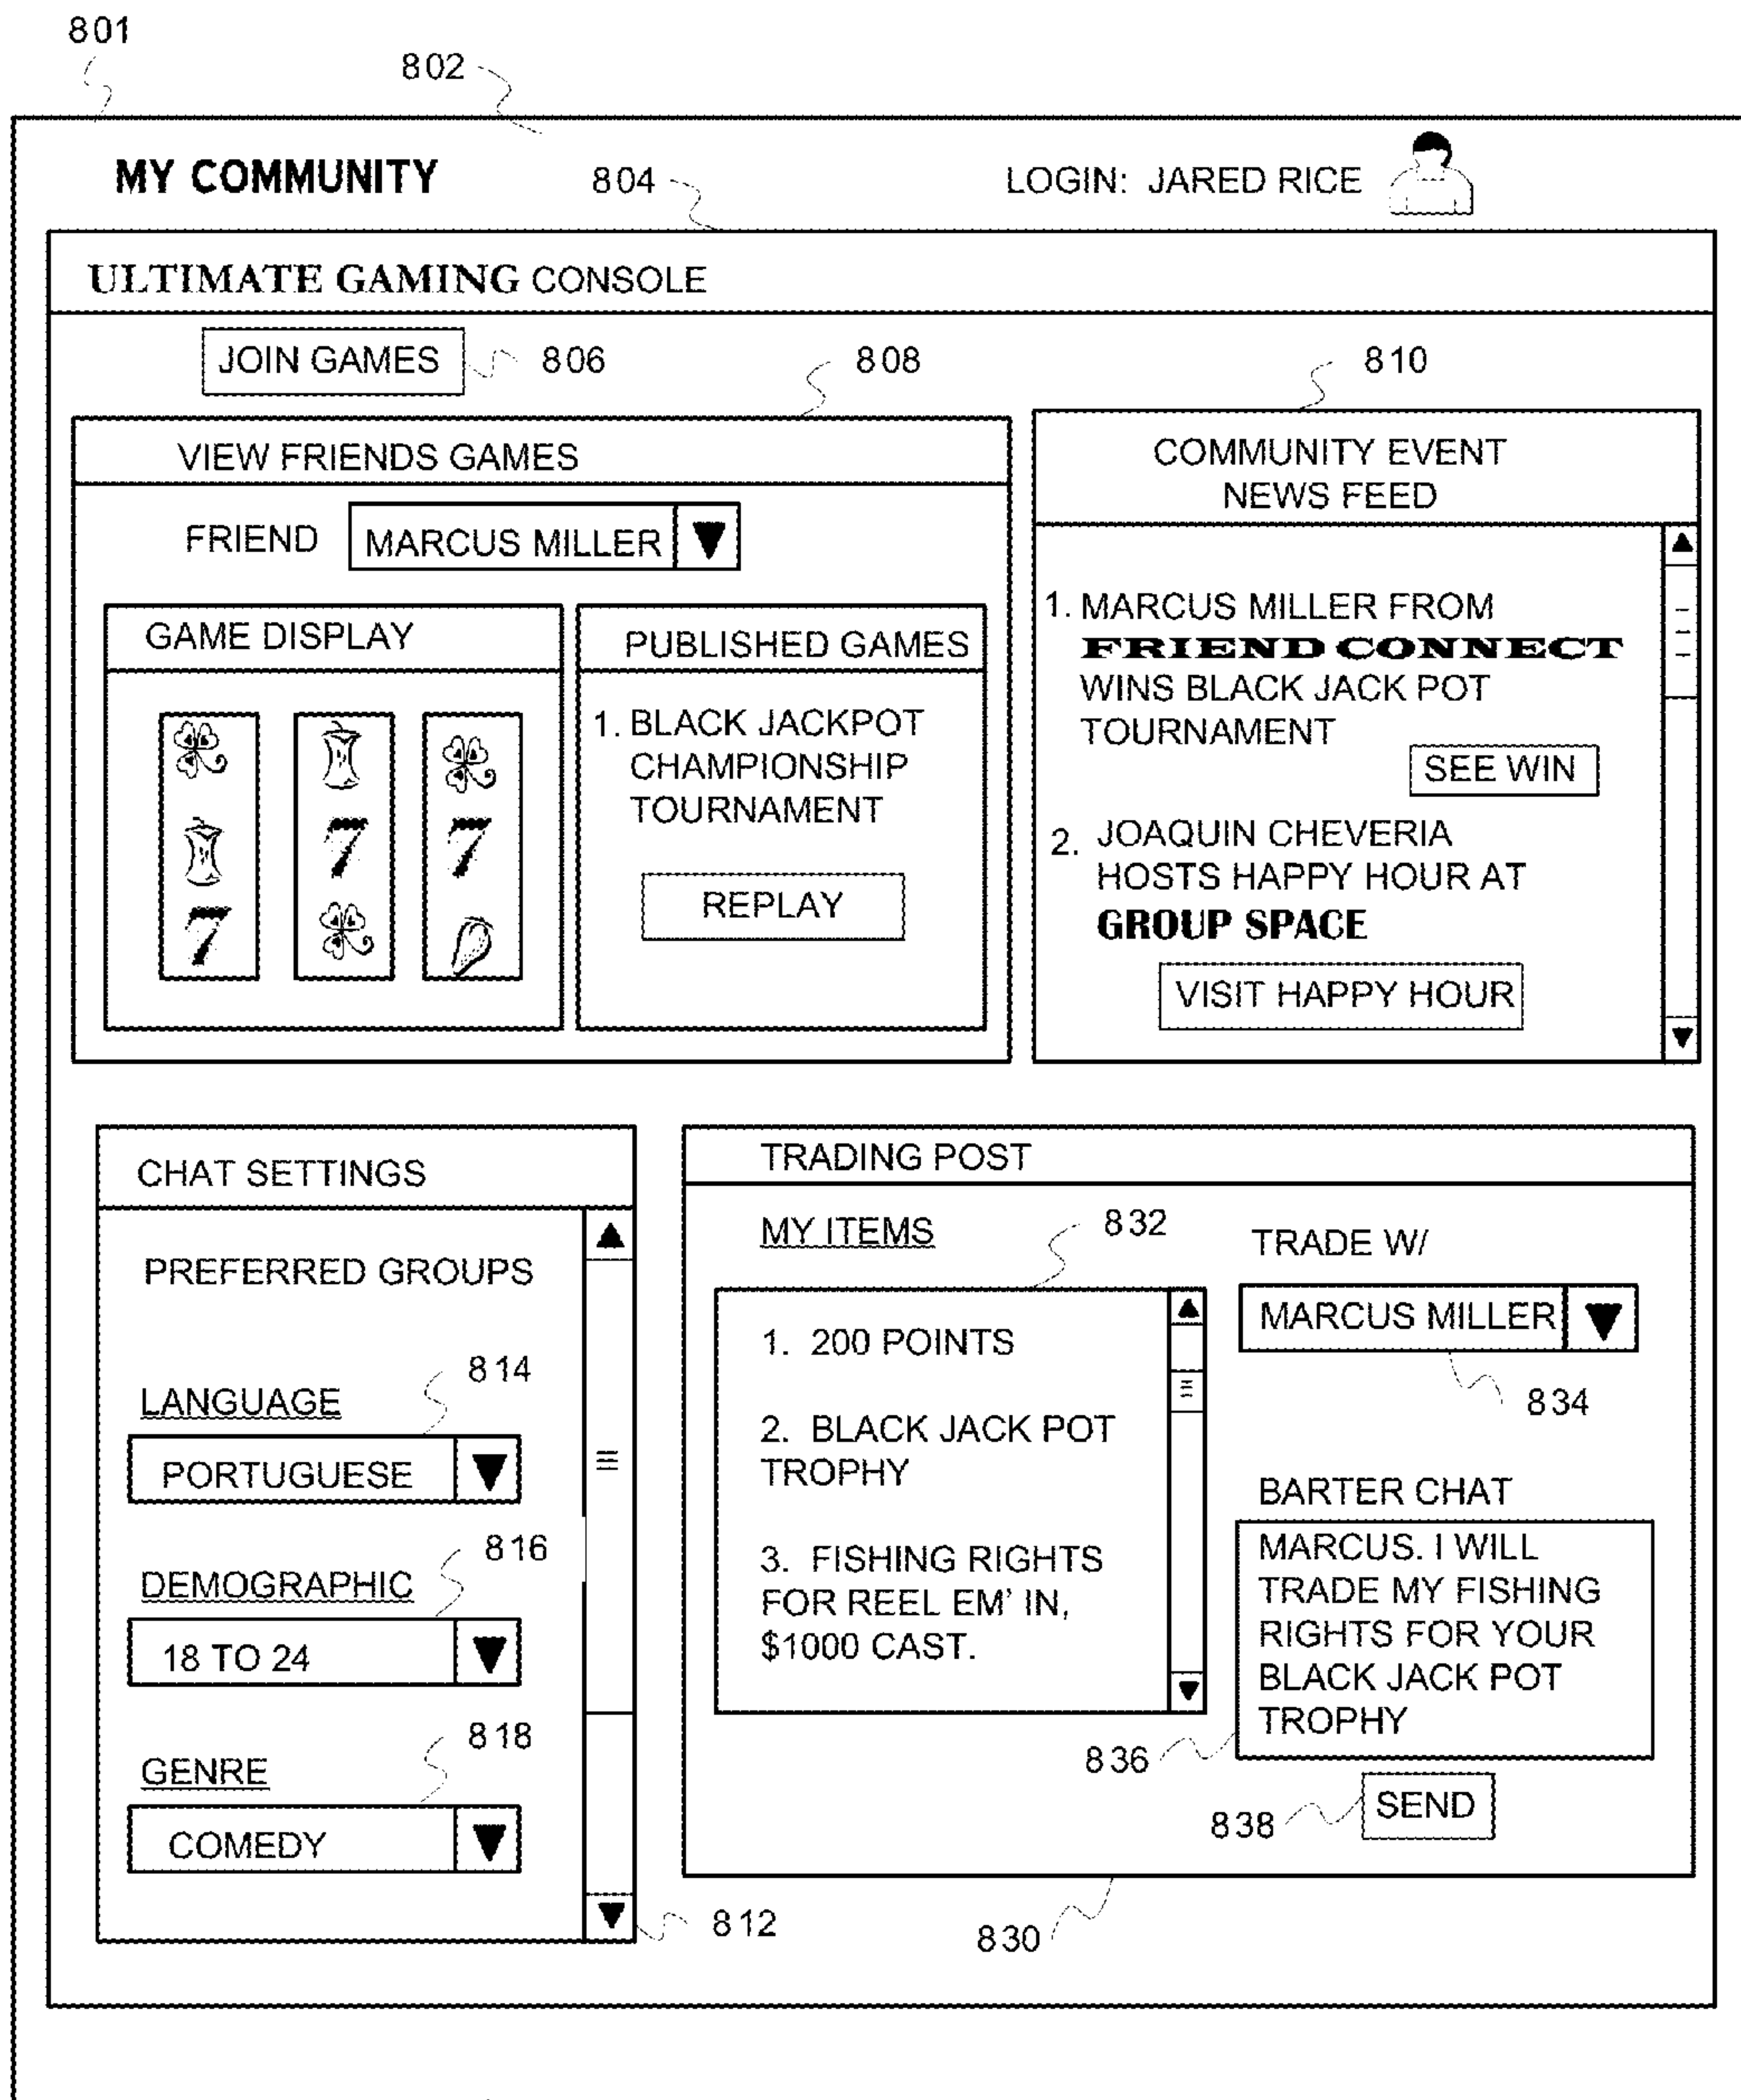 801
802
MY COMMUNITY
804
LOGIN: JARED RICE
ULTIMATE GAMING CONSOLE
JOIN GAMES
806
808
810
VIEW FRIENDS GAMES
FRIEND
MARCUS MILLER
GAME DISPLAY
7
7
7
PUBLISHED GAMES
1. BLACK JACKPOT
CHAMPIONSHIP
TOURNAMENT
REPLAY
COMMUNITY EVENT
NEWS FEED
1. MARCUS MILLER FROM
FRIEND CONNECT
WINS BLACK JACK POT
TOURNAMENT
SEE WIN
2. JOAQUIN CHEVERIA
HOSTS HAPPY HOUR AT
GROUP SPACE
VISIT HAPPY HOUR
CHAT SETTINGS
PREFERRED GROUPS
814
LANGUAGE
PORTUGUESE
816
DEMOGRAPHIC
18 TO 24
818
GENRE
COMEDY
812
TRADING POST
MY ITEMS
832
1. 200 POINTS
2. BLACK JACK POT
TROPHY
3. FISHING RIGHTS
FOR REEL EM' IN,
$1000 CAST.
TRADE W/
MARCUS MILLER
834
BARTER CHAT
MARCUS. I WILL
TRADE MY FISHING
RIGHTS FOR YOUR
BLACK JACK POT
TROPHY
836
SEND
838
830